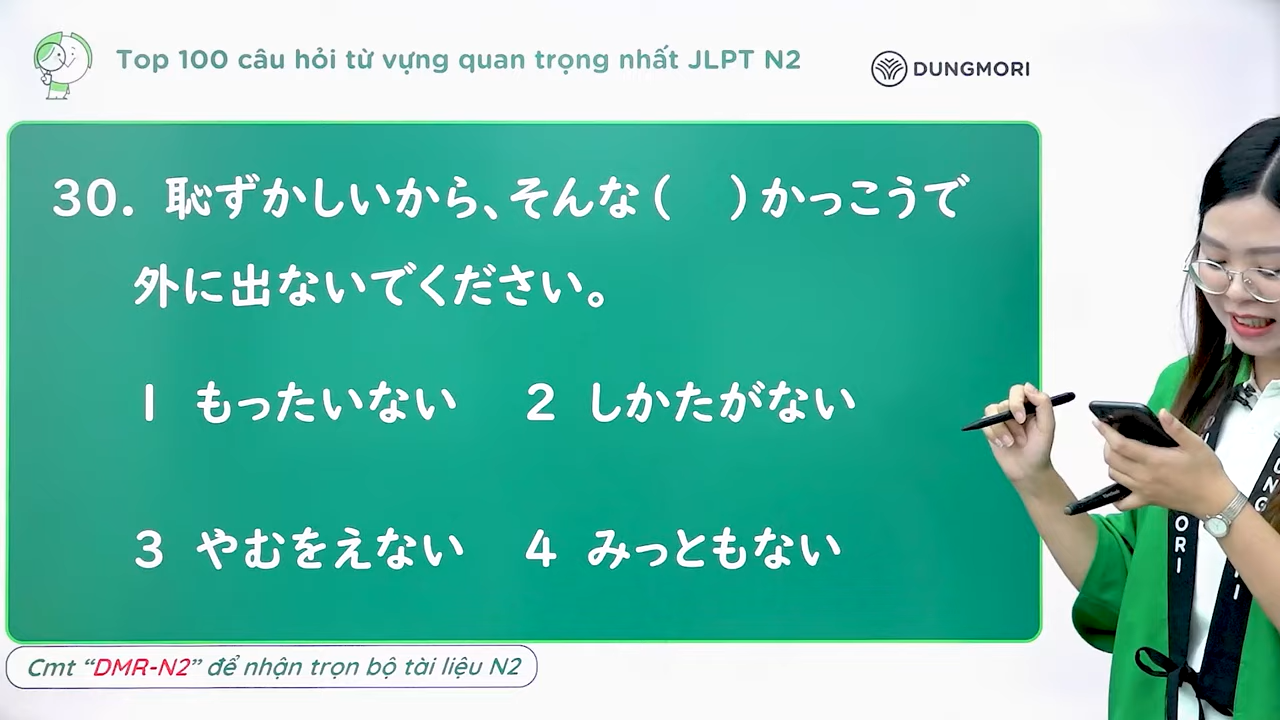 Top 100 câu hỏi từ vựng quan trọng nhất JLPT N2
DUNGMORI
30. 恥ずかしいから、そんな(　)かっこうで
外に出ないでください。
1 もったいない 2 しかたがない
3 やむをえない 4 みっともない
Cmt “DMR-N2” để nhận trọn bộ tài liệu N2